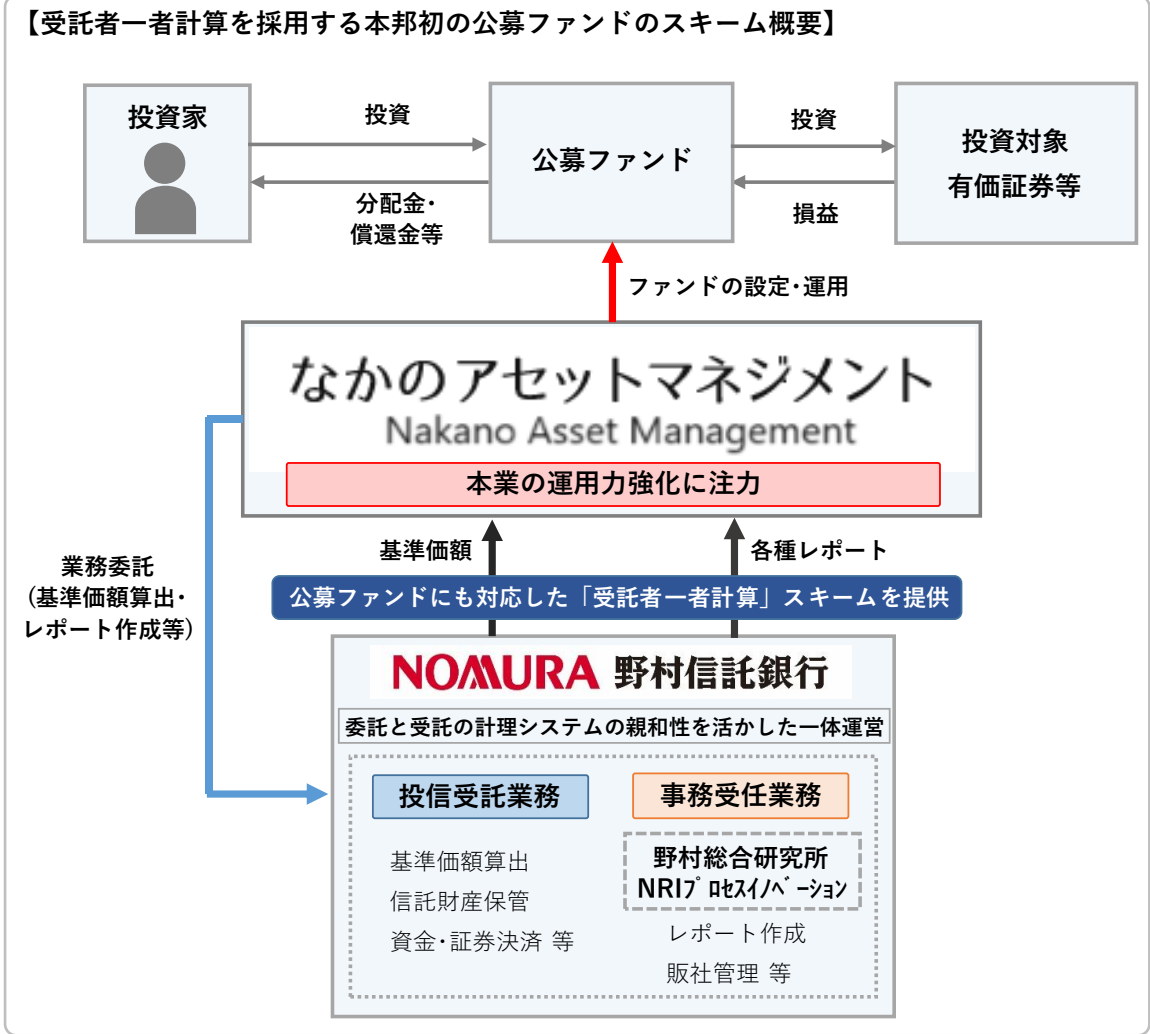 【受託者一者計算を採用する本邦初の公募ファンドのスキーム概要】
投資家
投資
分配金・
償還金等
公募ファンド
投資
損益
投資対象
有価証券等
ファンドの設定・運用
なかのアセットマネジメント
Nakano Asset Management
本業の運用力強化に注力
基準価額
各種レポート
業務委託
(基準価額算出・
レポート作成等)
公募ファンドにも対応した「受託者一者計算」スキームを提供
NOMURA 野村信託銀行
委託と受託の計理システムの親和性を活かした一体運営
投信受託業務
基準価額算出
信託財産保管
資金・証券決済 等
事務受任業務
野村総合研究所
NRIﾌﾟﾛｾｽｲﾉﾍﾞｰｼｮﾝ
レポート作成
販社管理 等